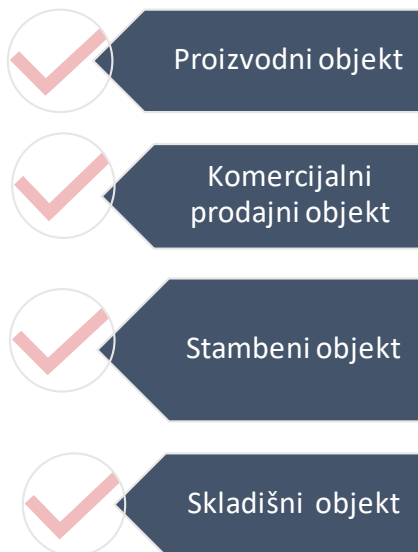 Proizvodni objekt
Komercijalni
prodajni objekt
Stambeni objekt
Skladišni objekt